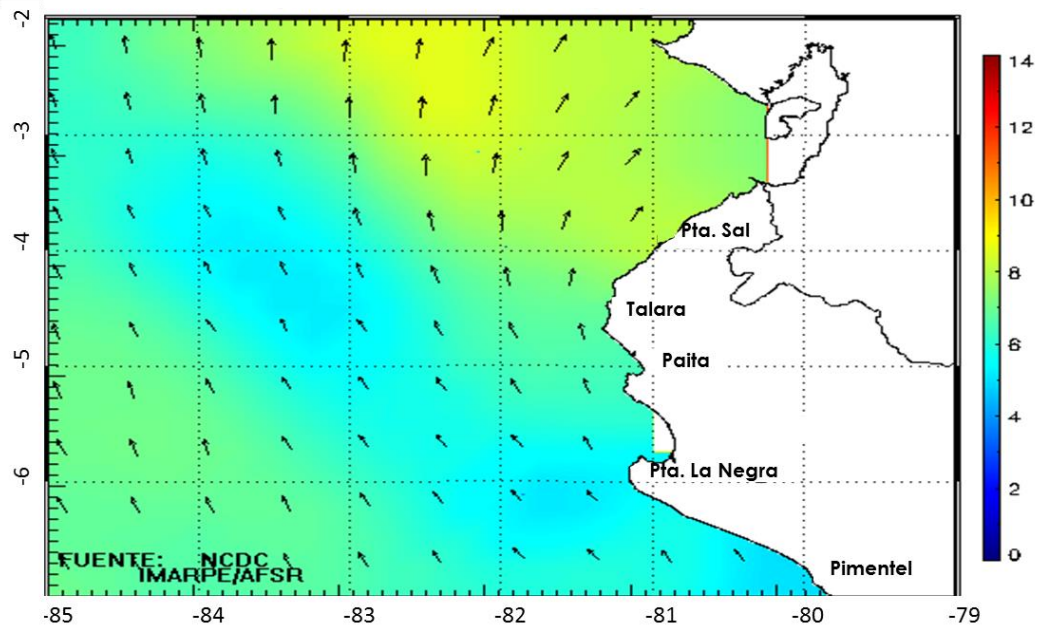 -2
-3
-4
-5
-6
-85 -84 -83 -82 -81 -80 -79
Pta. Sal
Talara
Paita
Pta. La Negra
Pimentel
FUENTE: NCDC
IMARPE/AFSR
14
12
10
8
6
4
2
0